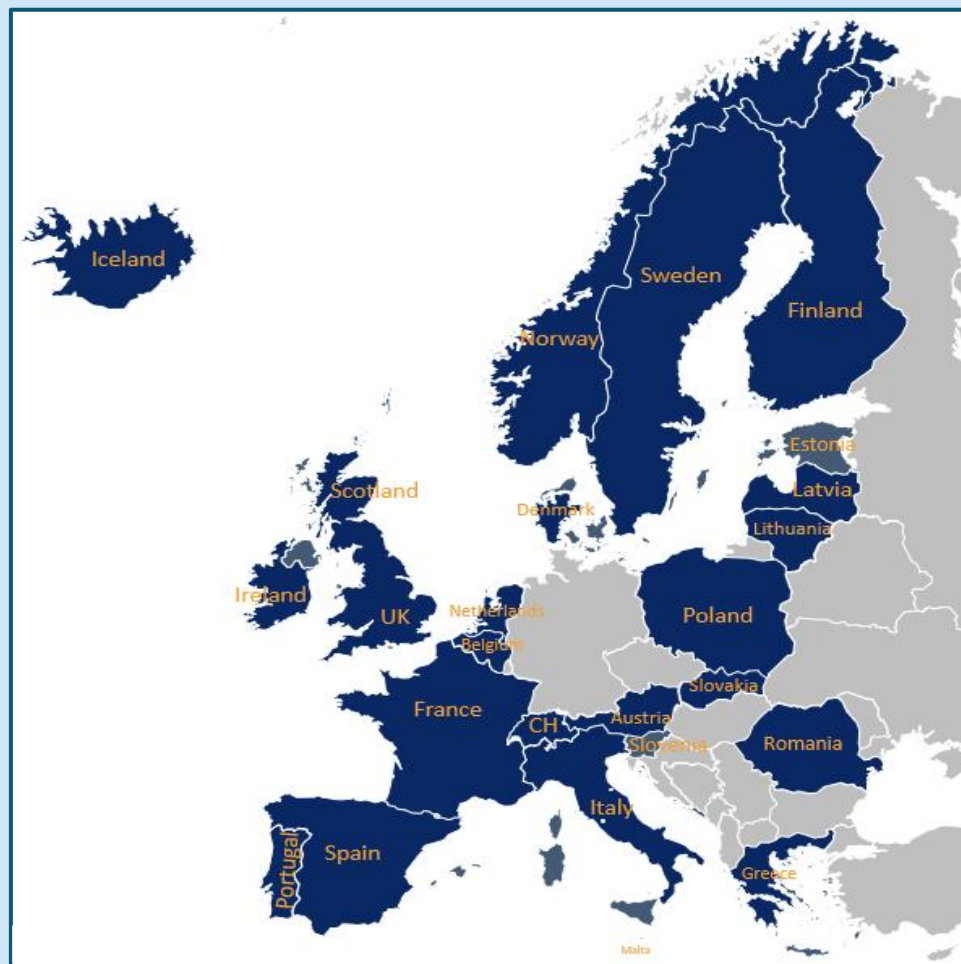 Iceland
Sweden
Finland
Norway
Estonia
Latvia
Scotland
Denmark
Lithuania
Ireland
UK
Netherlands
Poland
Belgium
Slovakia
France
CH
Austria
Slovenia
Romania
Italy
Portugal
Spain
Greece
Malta